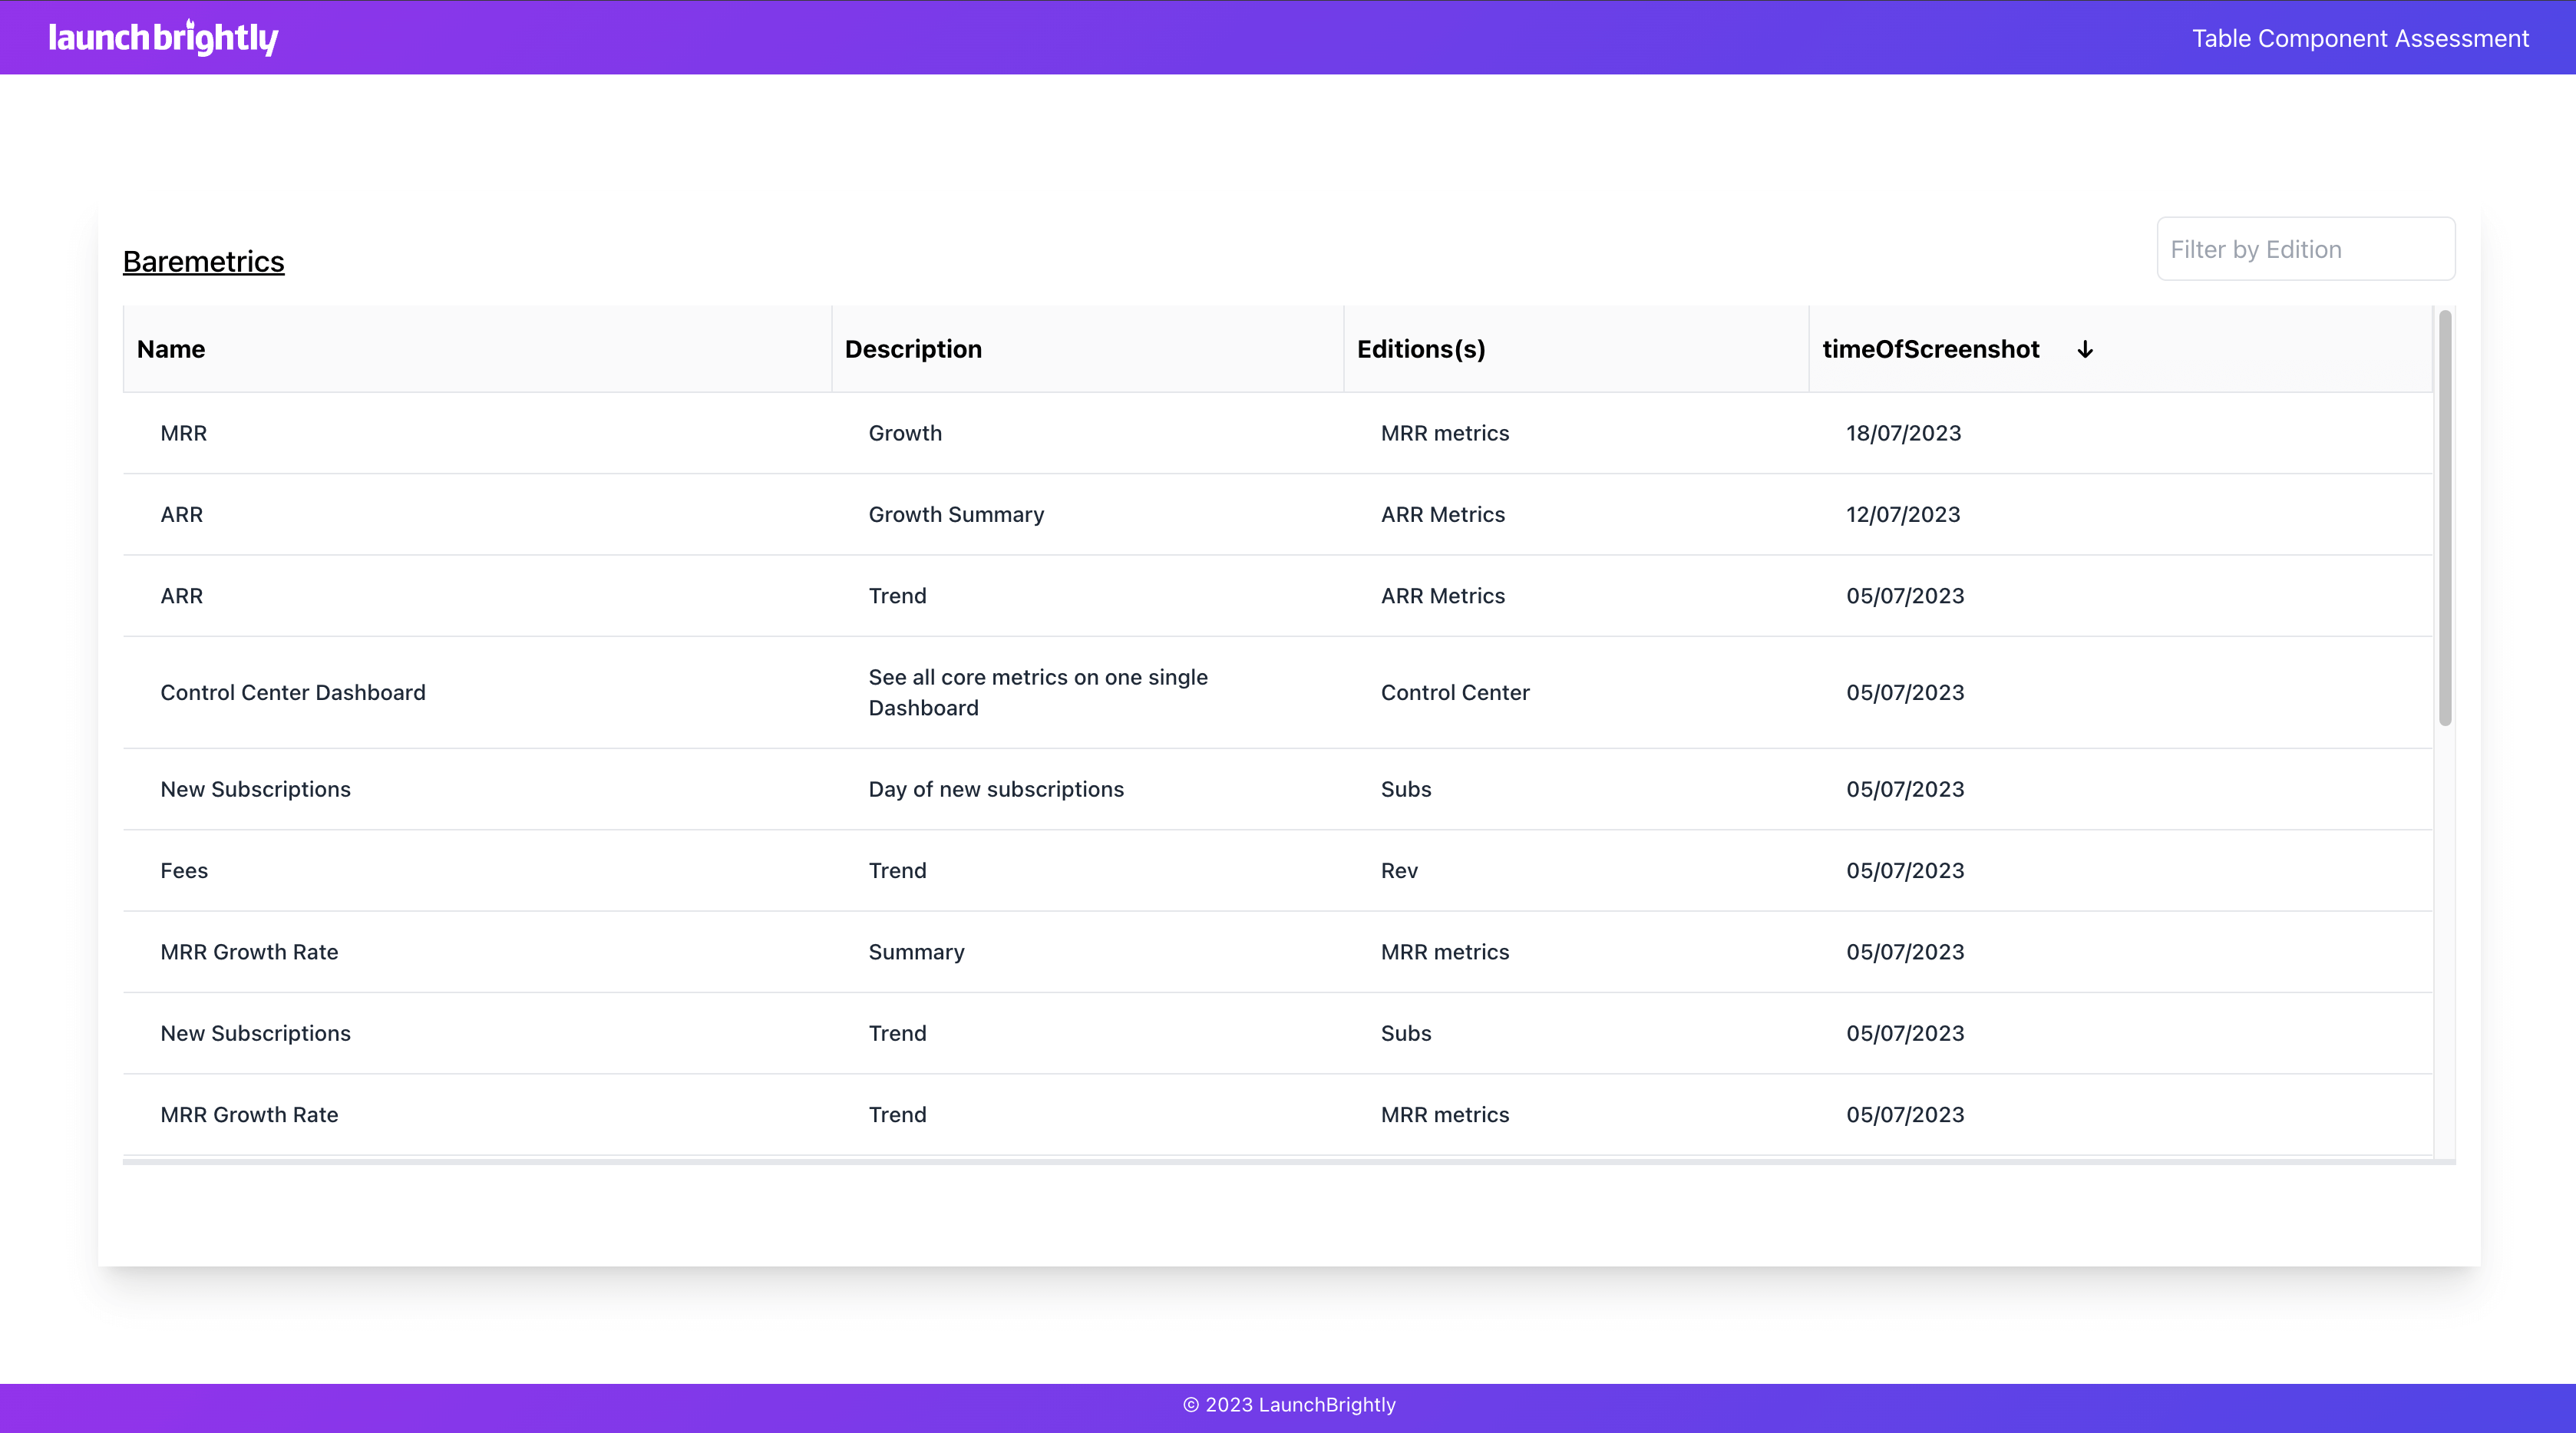 launchbrightly
Table Component Assessment
Baremetrics
Filter by Edition
Name Description Editions(s) timeOfScreenshot ↓
MRR Growth MRR metrics 18/07/2023
ARR Growth Summary ARR Metrics 12/07/2023
ARR Trend ARR Metrics 05/07/2023
Control Center Dashboard See all core metrics on one single
Dashboard Control Center 05/07/2023
New Subscriptions Day of new subscriptions Subs 05/07/2023
Fees Trend Rev 05/07/2023
MRR Growth Rate Summary MRR metrics 05/07/2023
New Subscriptions Trend Subs 05/07/2023
MRR Growth Rate Trend MRR metrics 05/07/2023
© 2023 LaunchBrightly